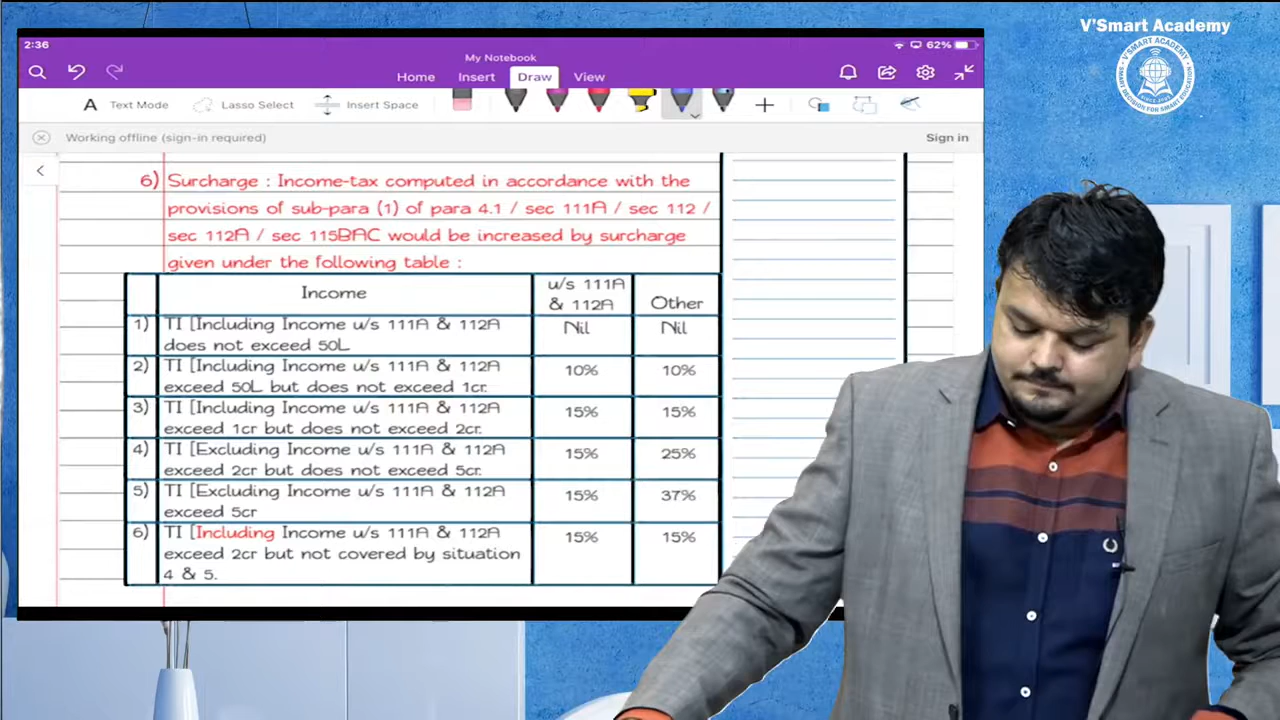 V'Smart Academy
V'SMART ACADEMY
SMART DECISION FOR SMART EDUCATION
2:36
62%
My Notebook
Home Insert Draw View
A Text Mode Lasso Select Insert Space
Working offline (sign-in required) Sign in
6) Surcharge : Income-tax computed in accordance with the
provisions of sub-para (1) of para 4.1 / sec 111A / sec 112 /
sec 112A / sec 115BAC would be increased by surcharge
given under the following table :
Income u/s 111A & 112A Other
1) TI [Including Income u/s 111A & 112A Nil Nil
does not exceed 50L
2) TI [Including Income u/s 111A & 112A 10% 10%
exceed 50L but does not exceed 1cr.
3) TI [Including Income u/s 111A & 112A 15% 15%
exceed 1cr but does not exceed 2cr.
4) TI [Excluding Income u/s 111A & 112A 15% 25%
exceed 2cr but does not exceed 5cr.
5) TI [Excluding Income u/s 111A & 112A 15% 37%
exceed 5cr
6) TI [Including Income u/s 111A & 112A 15% 15%
exceed 2cr but not covered by situation
4 & 5.